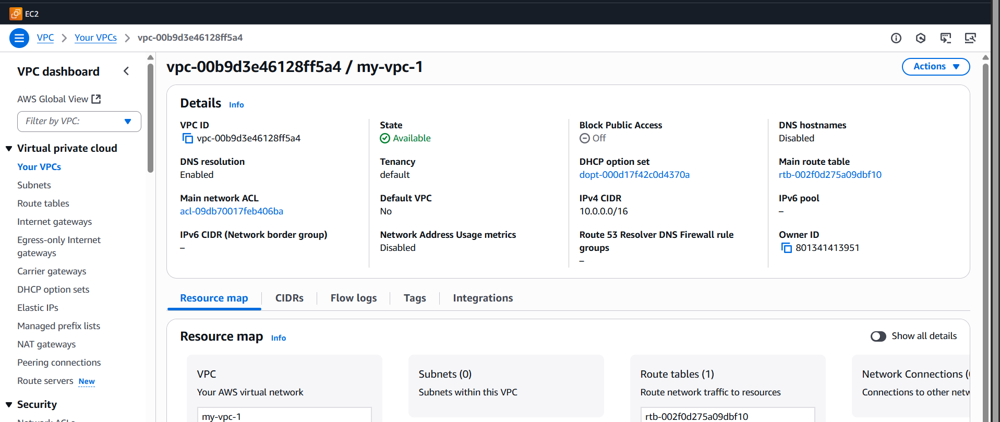 EC2
VPC
Your VPCs
vpc-00b9d3e46128ff5a4
VPC dashboard
AWS Global View
Filter by VPC:
Virtual private cloud
Your VPCs
Subnets
Route tables
Internet gateways
Egress-only Internet
gateways
Carrier gateways
DHCP option sets
Elastic IPs
Managed prefix lists
NAT gateways
Peering connections
Route servers New
Security
vpc-00b9d3e46128ff5a4 / my-vpc-1
Actions
Details Info
VPC ID
vpc-00b9d3e46128ff5a4
State
Available
Block Public Access
Off
DNS hostnames
Disabled
DNS resolution
Enabled
Tenancy
default
DHCP option set
dopt-000d17f42c0d4370a
Main route table
rtb-002f0d275a09dbf10
Main network ACL
acl-09db70017feb406ba
Default VPC
No
IPv4 CIDR
10.0.0.0/16
IPv6 pool
–
IPv6 CIDR (Network border group)
–
Network Address Usage metrics
Disabled
Route 53 Resolver DNS Firewall rule
groups
–
Owner ID
801341413951
Resource map
CIDRs
Flow logs
Tags
Integrations
Resource map Info
Show all details
VPC
Your AWS virtual network
my-vpc-1
Subnets (0)
Subnets within this VPC
Route tables (1)
Route network traffic to resources
rtb-002f0d275a09dbf10
Network Connections
Connections to other